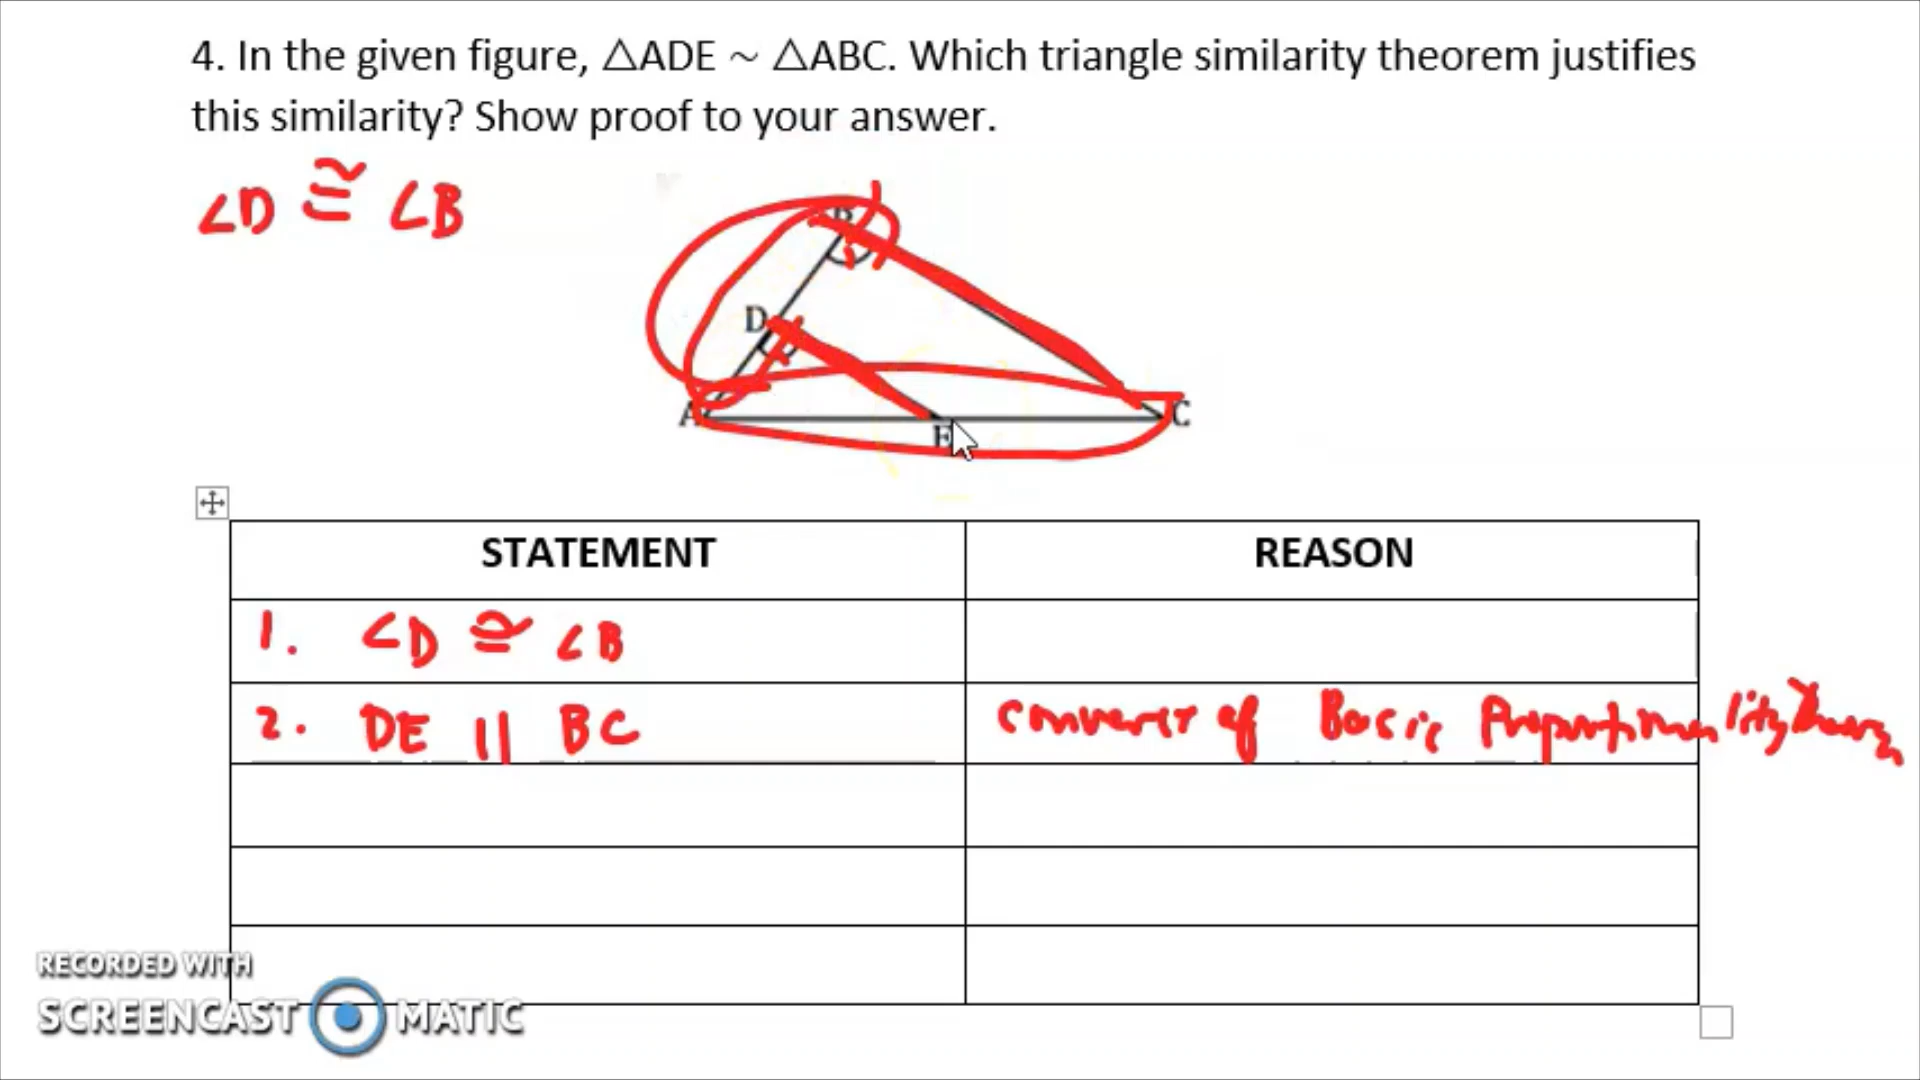 4. In the given figure, △ADE ~ △ABC. Which triangle similarity theorem justifies
this similarity? Show proof to your answer.
∠D ≅ ∠B
B
D
A
E
C
STATEMENT REASON
1. ∠D ≅ ∠B
2. DE || BC converse of Basic Proportionality Theorem
RECORDED WITH
SCREENCAST MATIC